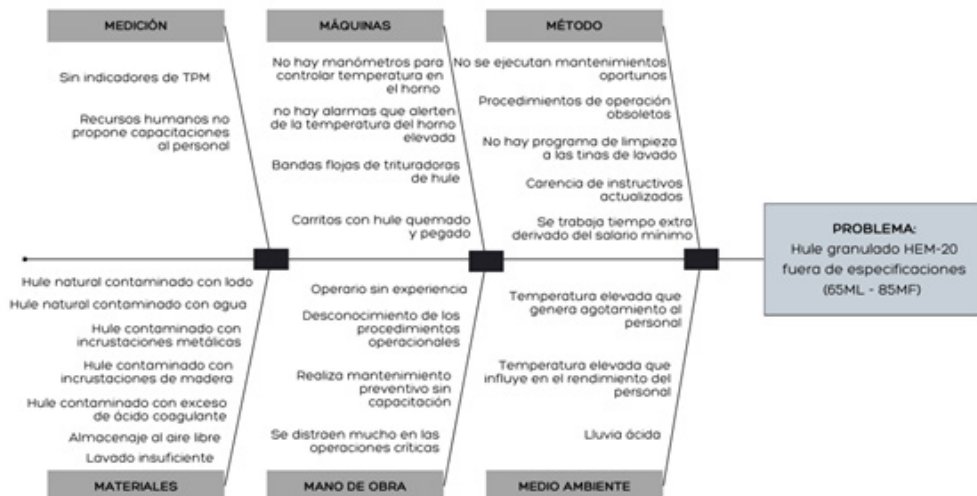 MEDICIÓN
Sin indicadores de TPM
Recursos humanos no
propone capacitaciones
al personal
MÁQUINAS
No hay manómetros para
controlar temperatura en
el horno
no hay alarmas que alerten
de la temperatura del horno
elevada
Bandas flojas de trituradoras
de hule
Carritos con hule quemado
y pegado
MÉTODO
No se ejecutan mantenimientos
oportunos
Procedimientos de operación
obsoletos
No hay programa de limpieza
a las tinas de lavado
Carencia de instructivos
actualizados
Se trabaja tiempo extra
derivado del salario mínimo
PROBLEMA:
Hule granulado HEM-20
fuera de especificaciones
(65ML - 85MF)
Hule natural contaminado con lodo
Hule natural contaminado con agua
Hule contaminado con
incrustaciones metálicas
Hule contaminado con
incrustaciones de madera
Hule contaminado con exceso
de ácido coagulante
Almacenaje al aire libre
Lavado insuficiente
MATERIALES
Operario sin experiencia
Desconocimiento de los
procedimientos
operacionales
Realiza mantenimiento
preventivo sin
capacitación
Se distraen mucho en las
operaciones críticas
MANO DE OBRA
Temperatura elevada que
genera agotamiento al
personal
Temperatura elevada que
influye en el rendimiento del
personal
Lluvia ácida
MEDIO AMBIENTE